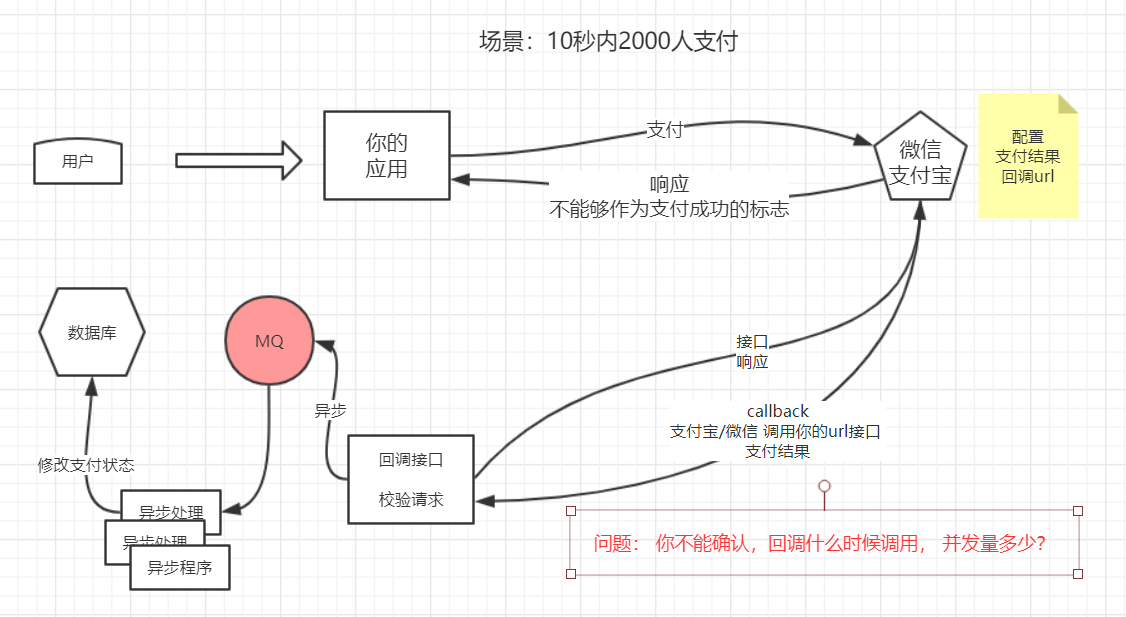 场景：10秒内2000人支付
用户
你的
应用
支付
响应
不能够作为支付成功的标志
微信
支付宝
配置
支付结果
回调url
数据库
MQ
异步
接口
响应
callback
支付宝/微信 调用你的url接口
支付结果
回调接口
校验请求
修改支付状态
异步处理
异步处理
异步程序
问题： 你不能确认，回调什么时候调用， 并发量多少？